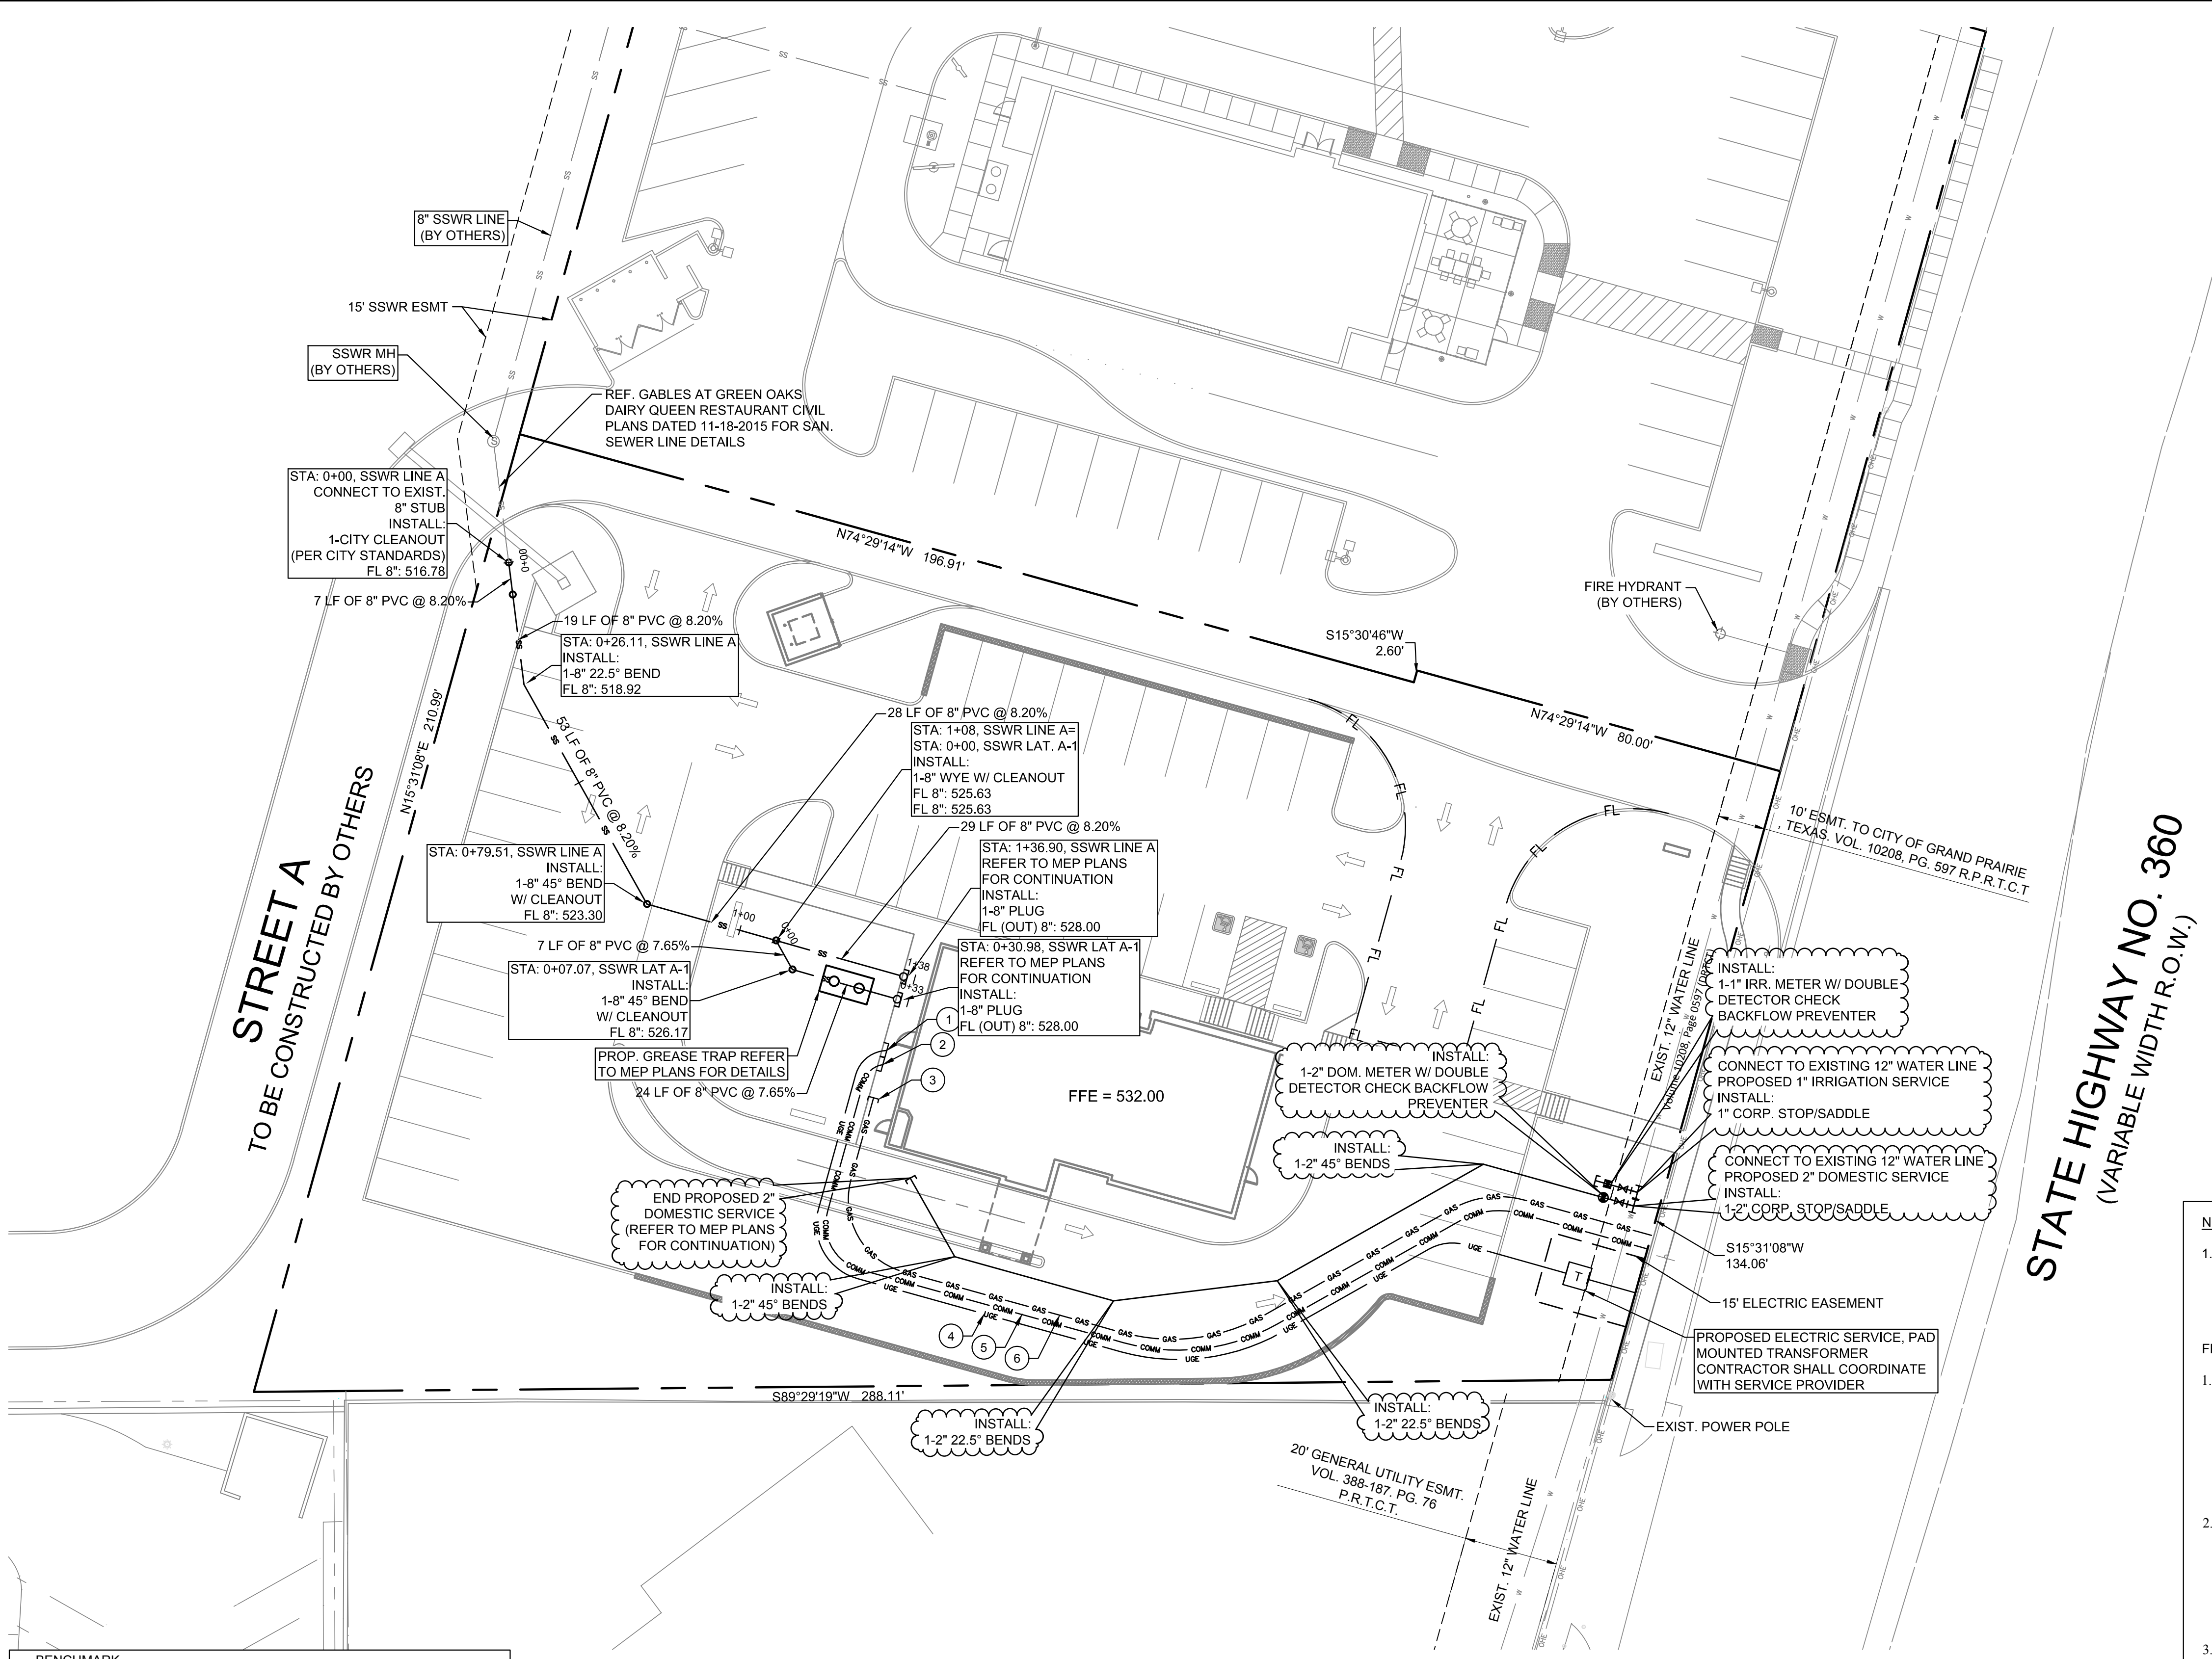 8" SSWR LINE
(BY OTHERS)
15' SSWR ESMT
SSWR MH
(BY OTHERS)
REF. GABLES AT GREEN OAKS
DAIRY QUEEN RESTAURANT CIVIL
PLANS DATED 11-18-2015 FOR SAN.
SEWER LINE DETAILS
STA: 0+00, SSWR LINE A
CONNECT TO EXIST.
8" STUB
INSTALL:
1-CITY CLEANOUT
(PER CITY STANDARDS)
FL 8": 516.78
0+00
7 LF OF 8" PVC @ 8.20%
19 LF OF 8" PVC @ 8.20%
STA: 0+26.11, SSWR LINE A
INSTALL:
1-8" 22.5° BEND
FL 8": 518.92
N74°29'14"W 196.91'
S15°30'46"W
2.60'
FIRE HYDRANT
(BY OTHERS)
N74°29'14"W 80.00'
N15°31'08"E 210.99'
53 LF OF 8" PVC @ 8.20%
28 LF OF 8" PVC @ 8.20%
STA: 1+08, SSWR LINE A=
STA: 0+00, SSWR LAT. A-1
INSTALL:
1-8" WYE W/ CLEANOUT
FL 8": 525.63
FL 8": 525.63
29 LF OF 8" PVC @ 8.20%
STA: 1+36.90, SSWR LINE A
REFER TO MEP PLANS
FOR CONTINUATION
INSTALL:
1-8" PLUG
FL (OUT) 8": 528.00
STA: 0+79.51, SSWR LINE A
INSTALL:
1-8" 45° BEND
W/ CLEANOUT
FL 8": 523.30
1+00
0+00
7 LF OF 8" PVC @ 7.65%
1+38
0+33
STA: 0+30.98, SSWR LAT A-1
REFER TO MEP PLANS
FOR CONTINUATION
INSTALL:
1-8" PLUG
FL (OUT) 8": 528.00
STA: 0+07.07, SSWR LAT A-1
INSTALL:
1-8" 45° BEND
W/ CLEANOUT
FL 8": 526.17
PROP. GREASE TRAP REFER
TO MEP PLANS FOR DETAILS
24 LF OF 8" PVC @ 7.65%
1
2
3
FFE = 532.00
STREET A
TO BE CONSTRUCTED BY OTHERS
10' ESMT. TO CITY OF GRAND PRAIRIE
, TEXAS. VOL. 10208, PG. 597 R.P.R.T.C.T
STATE HIGHWAY NO. 360
(VARIABLE WIDTH R.O.W.)
EXIST. 12" WATER LINE
INSTALL:
1-1" IRR. METER W/ DOUBLE
DETECTOR CHECK
BACKFLOW PREVENTER
CONNECT TO EXISTING 12" WATER LINE
PROPOSED 1" IRRIGATION SERVICE
INSTALL:
1" CORP. STOP/SADDLE
CONNECT TO EXISTING 12" WATER LINE
PROPOSED 2" DOMESTIC SERVICE
INSTALL:
1-2" CORP. STOP/SADDLE
INSTALL:
1-2" DOM. METER W/ DOUBLE
DETECTOR CHECK BACKFLOW
PREVENTER
INSTALL:
1-2" 45° BENDS
END PROPOSED 2"
DOMESTIC SERVICE
(REFER TO MEP PLANS
FOR CONTINUATION)
INSTALL:
1-2" 45° BENDS
4
5
6
S15°31'08"W
134.06'
T
15' ELECTRIC EASEMENT
PROPOSED ELECTRIC SERVICE, PAD
MOUNTED TRANSFORMER
CONTRACTOR SHALL COORDINATE
WITH SERVICE PROVIDER
S89°29'19"W 288.11'
INSTALL:
1-2" 22.5° BENDS
INSTALL:
1-2" 22.5° BENDS
EXIST. POWER POLE
20' GENERAL UTILITY ESMT.
VOL. 388-187. PG. 76
P.R.T.C.T.
EXIST. 12" WATER LINE
BENCHMARK
1.
1.
2.
3.